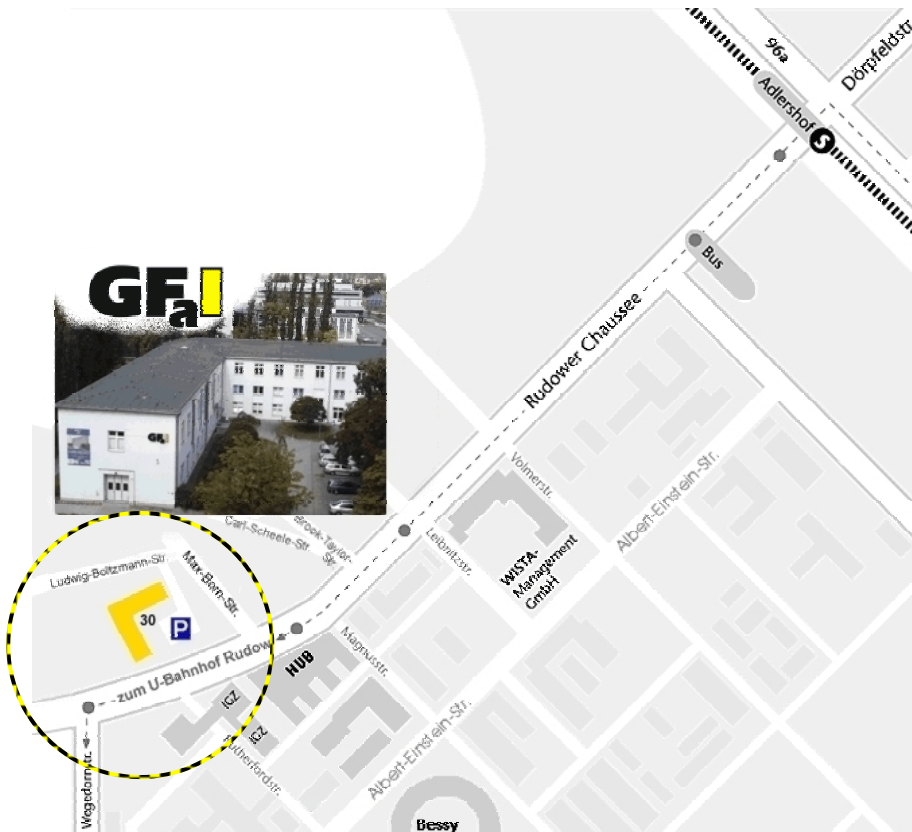 96a
Dörpfeldstr
Adlershof
S
Bus
GFaI
Rudower Chaussee
GFaI
Volmerstr.
Albert-Einstein-Str.
Brook-Taylor-
Str
Carl-Scheele-Str
Leibnitzstr.
WISTA-
Management
GmbH
Ludwig-Boltzmann-Str.
Max-Born-Str.
30
P
zum U-Bahnhof Rudow
HUB
Magnusstr.
IGZ
IGZ
Rutherfordstr.
Albert-Einstein-Str.
Wegedornstr.
Bessy